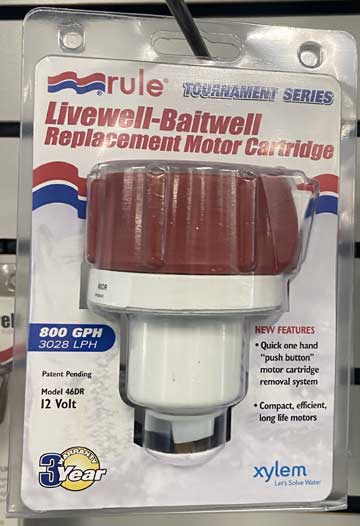 rule® TOURNAMENT SERIES
Livewell-Baitwell
Replacement Motor Cartridge
46DR
800 GPH
3028 LPH
Patent Pending
Model 46DR
12 Volt
NEW FEATURES
• Quick one hand
"push button"
motor cartridge
removal system
• Compact, efficient,
long life motors
3 WARRANTY
Year
xylem
Let's Solve Water